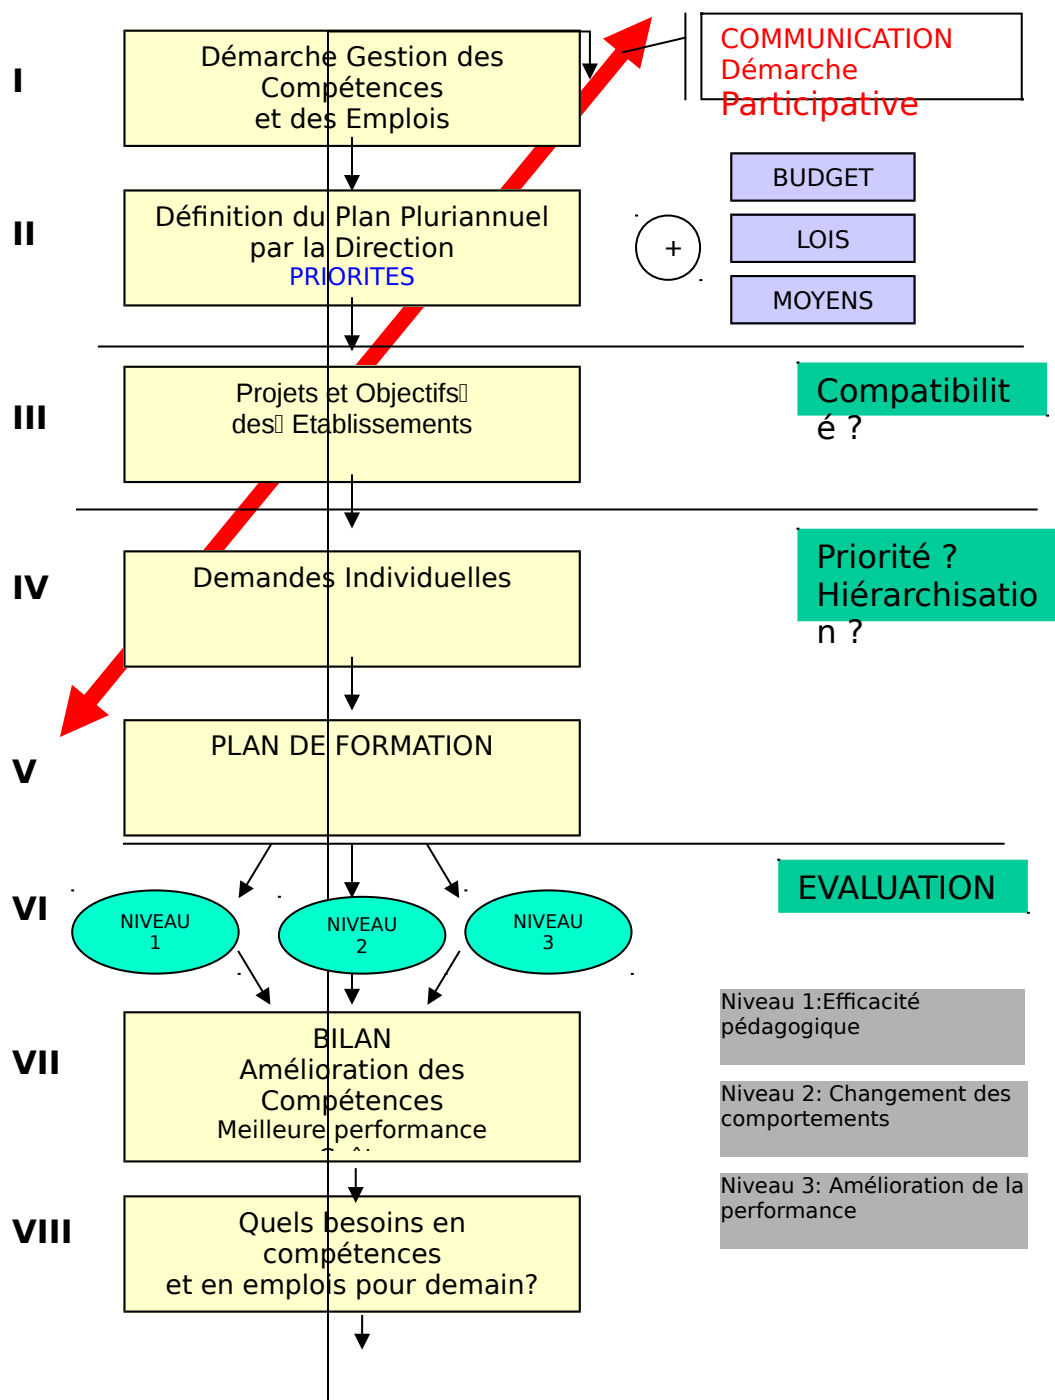 I
Démarche Gestion des
Compétences
et des Emplois
COMMUNICATION
Démarche
Participative
II
Définition du Plan Pluriannuel
par la Direction
PRIORITES
+
BUDGET
LOIS
MOYENS
III
Projets et Objectifs
des Etablissements
Compatibilit
é ?
IV
Demandes Individuelles
Priorité ?
Hiérarchisatio
n ?
V
PLAN DE FORMATION
VI
NIVEAU
1
NIVEAU
2
NIVEAU
3
EVALUATION
VII
BILAN
Amélioration des
Compétences
Meilleure performance
Niveau 1:Efficacité
pédagogique
Niveau 2: Changement des
comportements
Niveau 3: Amélioration de la
performance
VIII
Quels besoins en
compétences
et en emplois pour demain?